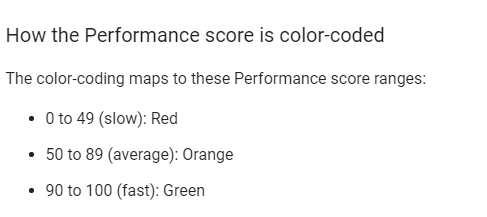 How the Performance score is color-coded
The color-coding maps to these Performance score ranges:
• 0 to 49 (slow): Red
• 50 to 89 (average): Orange
• 90 to 100 (fast): Green